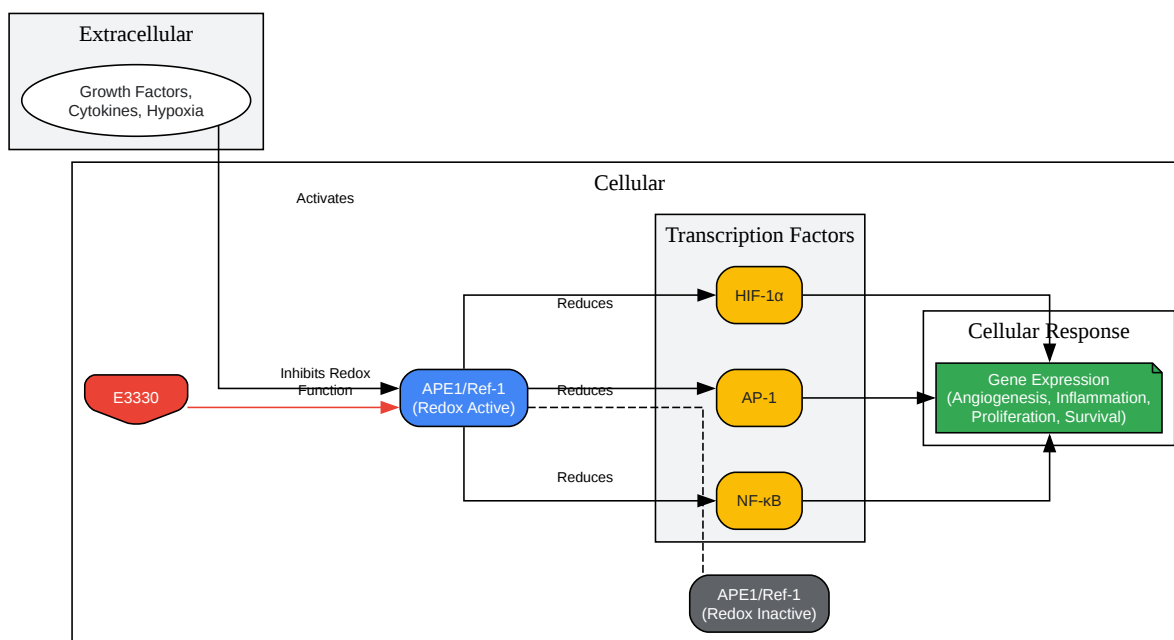 Extracellular
Growth Factors,
Cytokines, Hypoxia
Cellular
Activates
Transcription Factors
HIF-1α
Reduces
Cellular Response
Inhibits Redox
Function
E3330
APE1/Ref-1
(Redox Active)
Reduces
AP-1
Gene Expression
(Angiogenesis, Inflammation,
Proliferation, Survival)
Reduces
NF-κB
APE1/Ref-1
(Redox Inactive)